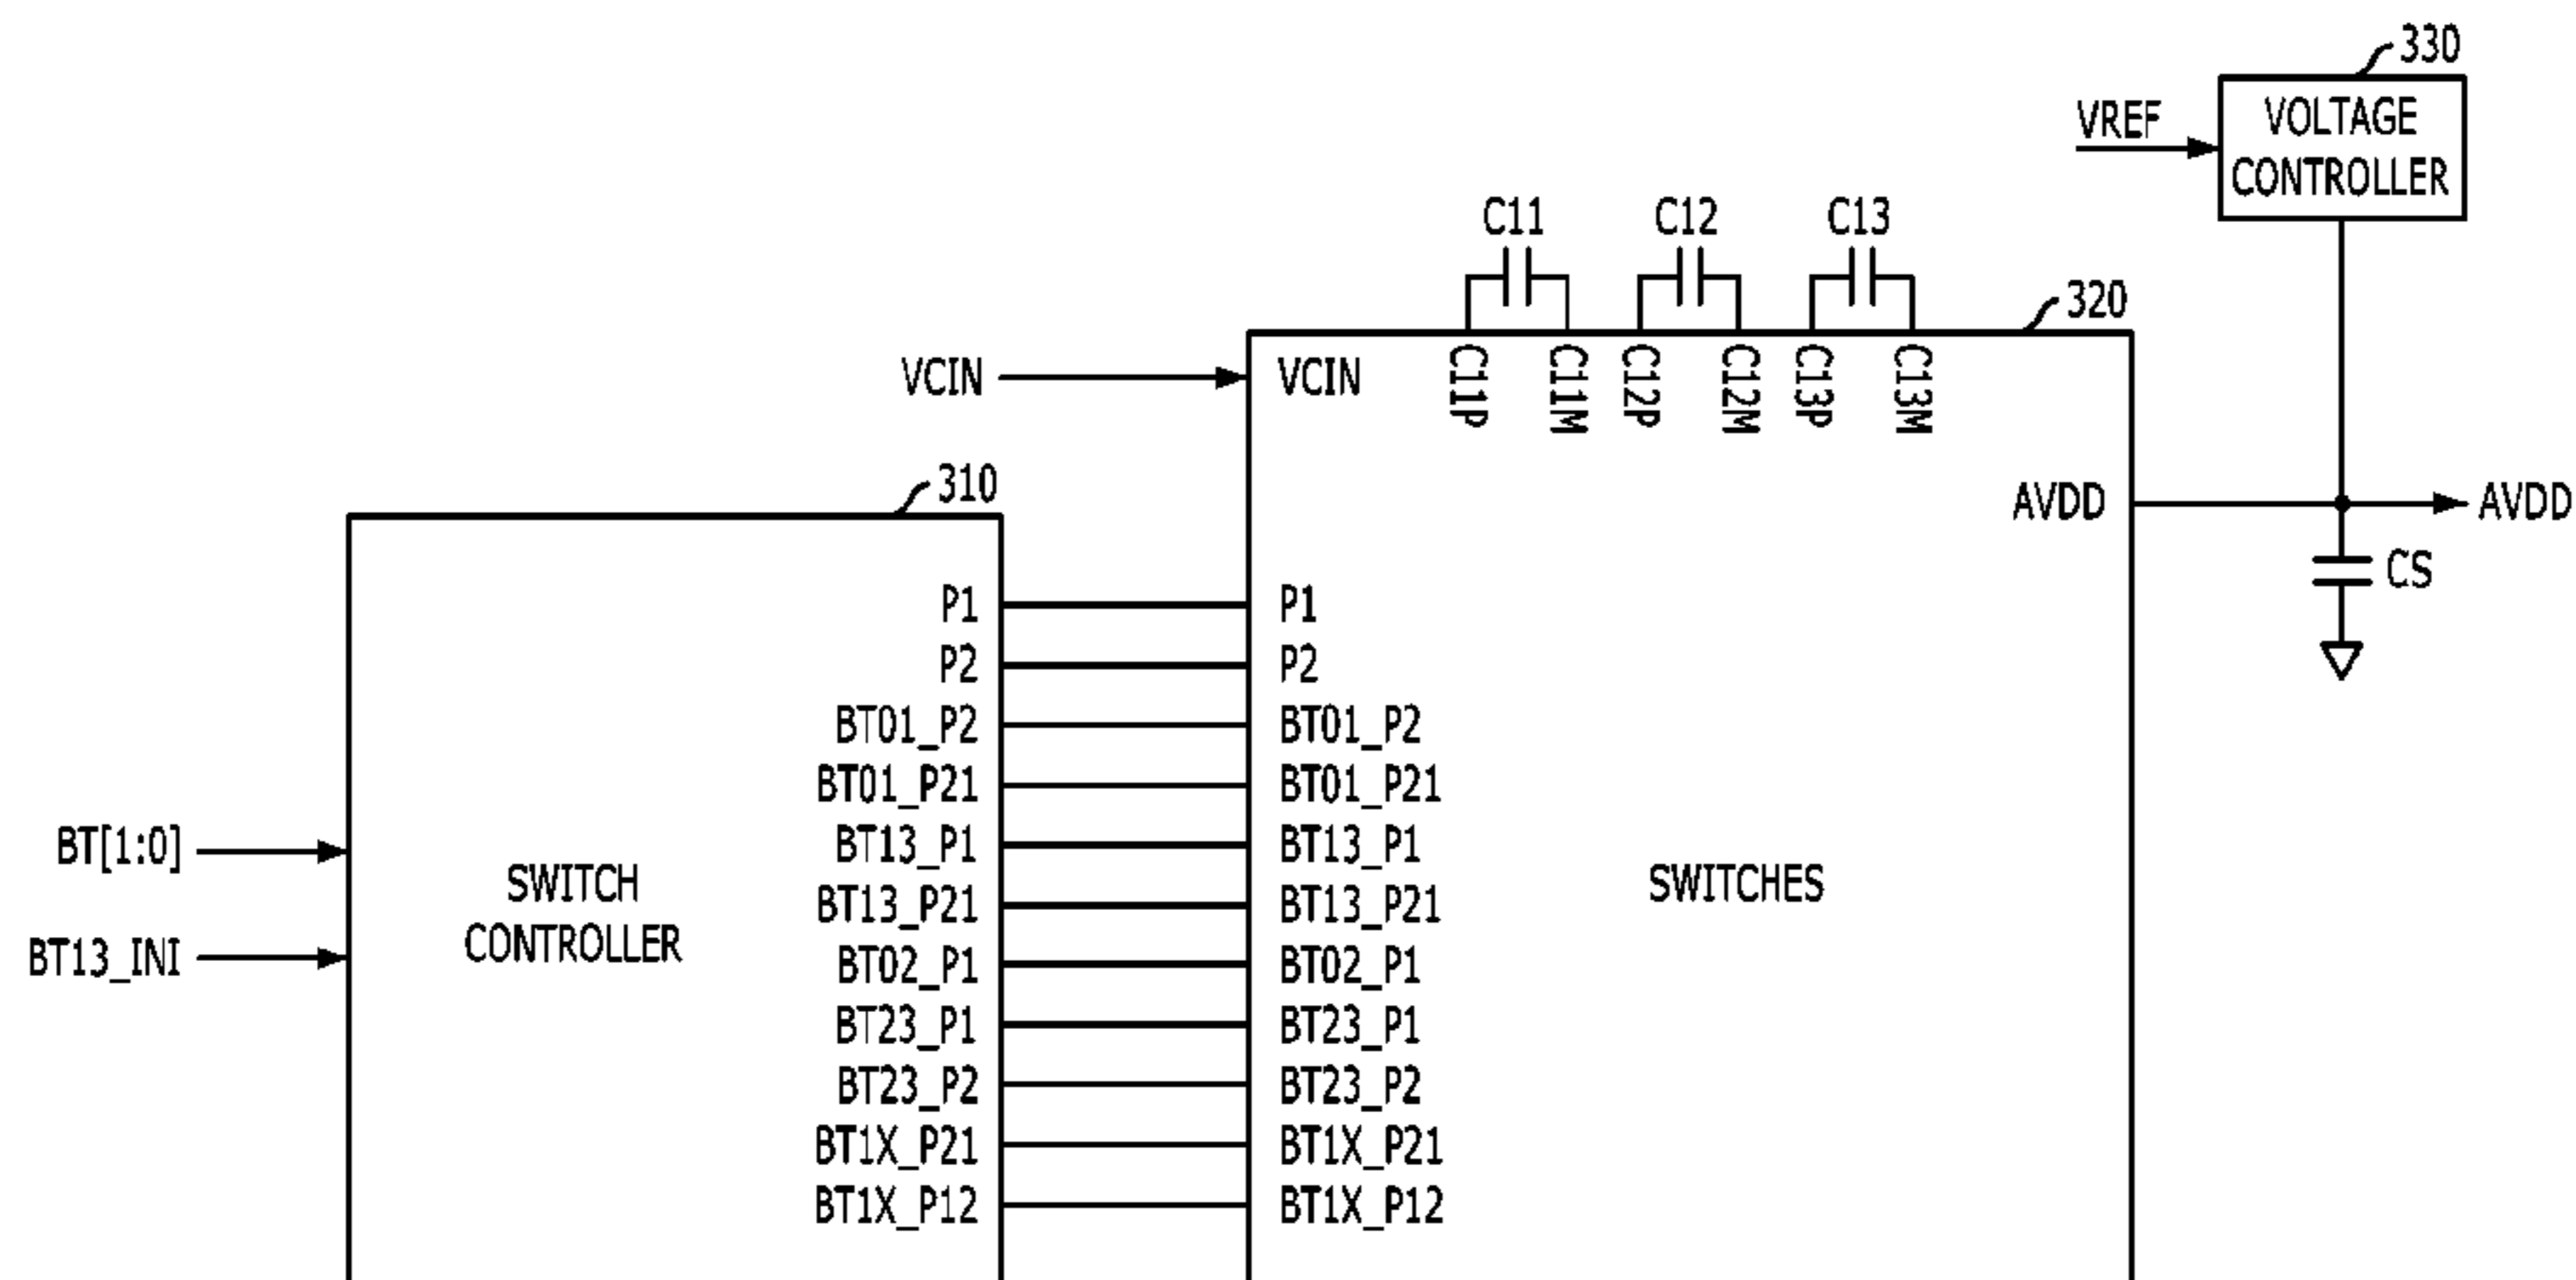 330
VREF
VOLTAGE
CONTROLLER
C11 C12 C13
320
VCIN VCIN
C11P C11M C12P C12M C13P C13M
310
AVDD AVDD
CS
P1 P1
P2 P2
BT01_P2 BT01_P2
BT01_P21 BT01_P21
BT[1:0]
BT13_P1 BT13_P1
SWITCH
CONTROLLER
SWITCHES
BT13_P21 BT13_P21
BT13_INI
BT02_P1 BT02_P1
BT23_P1 BT23_P1
BT23_P2 BT23_P2
BT1X_P21 BT1X_P21
BT1X_P12 BT1X_P12